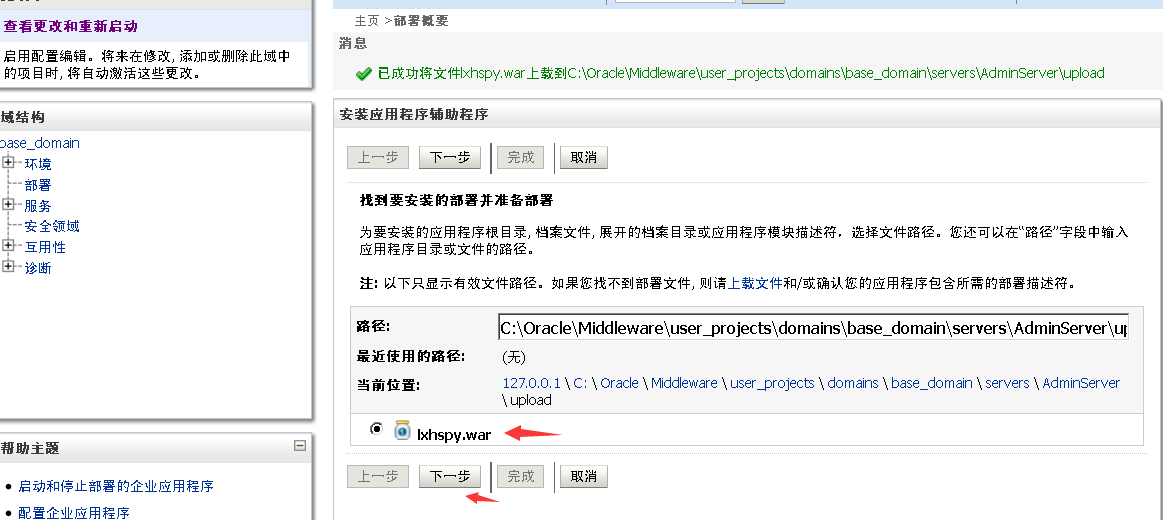 查看更改和重新启动
启用配置编辑。将来在修改, 添加或删除此域中
的项目时, 将自动激活这些更改。
域结构
base_domain
环境
部署
服务
安全领域
互用性
诊断
帮助主题
启动和停止部署的企业应用程序
配置企业应用程序
主页 >部署概要
消息
已成功将文件lxhspy.war上载到C:\Oracle\Middleware\user_projects\domains\base_domain\servers\AdminServer\upload
安装应用程序辅助程序
上一步 下一步 完成 取消
找到要安装的部署并准备部署
为要安装的应用程序根目录, 档案文件, 展开的档案目录或应用程序模块描述符，选择文件路径。您还可以在“路径”字段中输入
应用程序目录或文件的路径。
注: 以下只显示有效文件路径。如果您找不到部署文件, 则请上载文件和/或确认您的应用程序包含所需的部署描述符。
路径: C:\Oracle\Middleware\user_projects\domains\base_domain\servers\AdminServer\up
最近使用的路径: (无)
当前位置: 127.0.0.1 \ C: \ Oracle \ Middleware \ user_projects \ domains \ base_domain \ servers \ AdminServer
\ upload
lxhspy.war
上一步 下一步 完成 取消